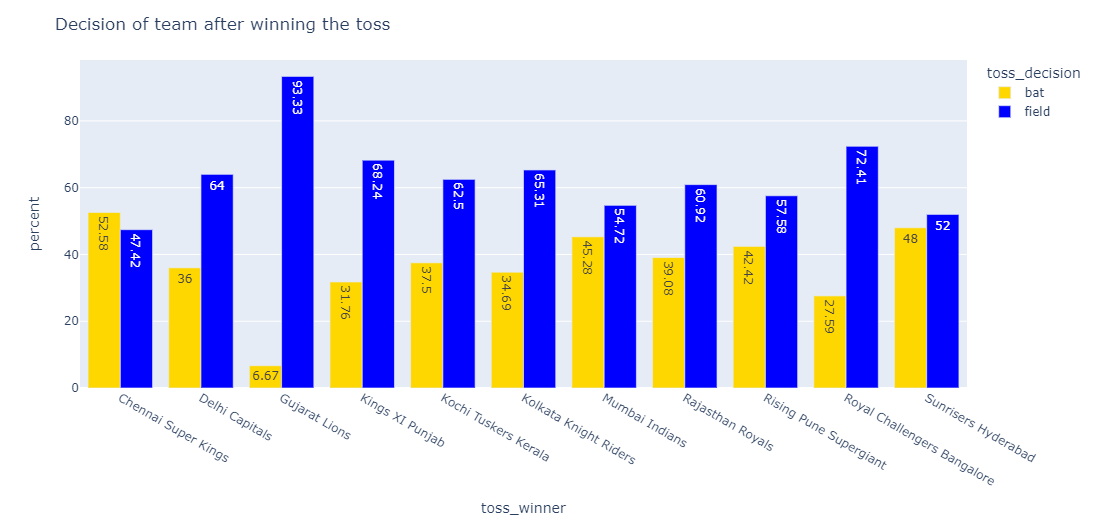 Decision of team after winning the toss
toss_decision
bat
field
percent
80
60
40
20
0
52.58
47.42
36
64
6.67
93.33
31.76
68.24
37.5
62.5
34.69
65.31
45.28
54.72
39.08
60.92
42.42
57.58
27.59
72.41
48
52
Chennai Super Kings
Delhi Capitals
Gujarat Lions
Kings XI Punjab
Kochi Tuskers Kerala
Kolkata Knight Riders
Mumbai Indians
Rajasthan Royals
Rising Pune Supergiant
Royal Challengers Bangalore
Sunrisers Hyderabad
toss_winner